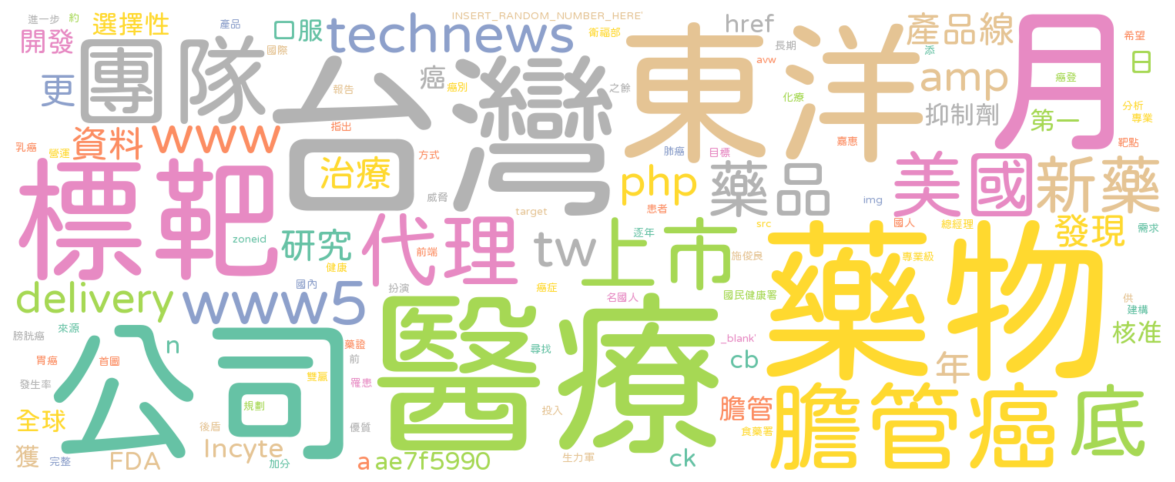 進一步 約 選擇性 產品 口服 INSERT_RANDOM_NUMBER_HERE' 衛福部 href 產品線 希望
開發 團隊 國際 technews 長期 添 日
更 台灣 癌 癌別 東洋 avw amp 癌登 月
報告 之餘 化療 抑制劑 第一 分析 專業
乳癌 營運 資料 www 指出 方式 肺癌 目標 嘉惠 靶點
標靶 治療 威脅 php 藥品 img 美國 新藥
zoneid 研究 代理 target 患者 src 國人 總經理 發現 需求
前端 tw 上市 逐年 施俊良 專業級
健康 癌症 藥物
delivery www5 國內 扮演 名國人 國民健康署 供 建構
膀胱癌 來源 n 醫療 尋找 _blank' 核准
胃癌 首圖 公司 藥證 前 cb 年
發生率 雙贏 罹患 膽管癌 底
全球 規劃 後盾 優質 投入 膽管
獲 完整 FDA Incyte 加分 a ae7f5990 生力軍 ck 食藥署